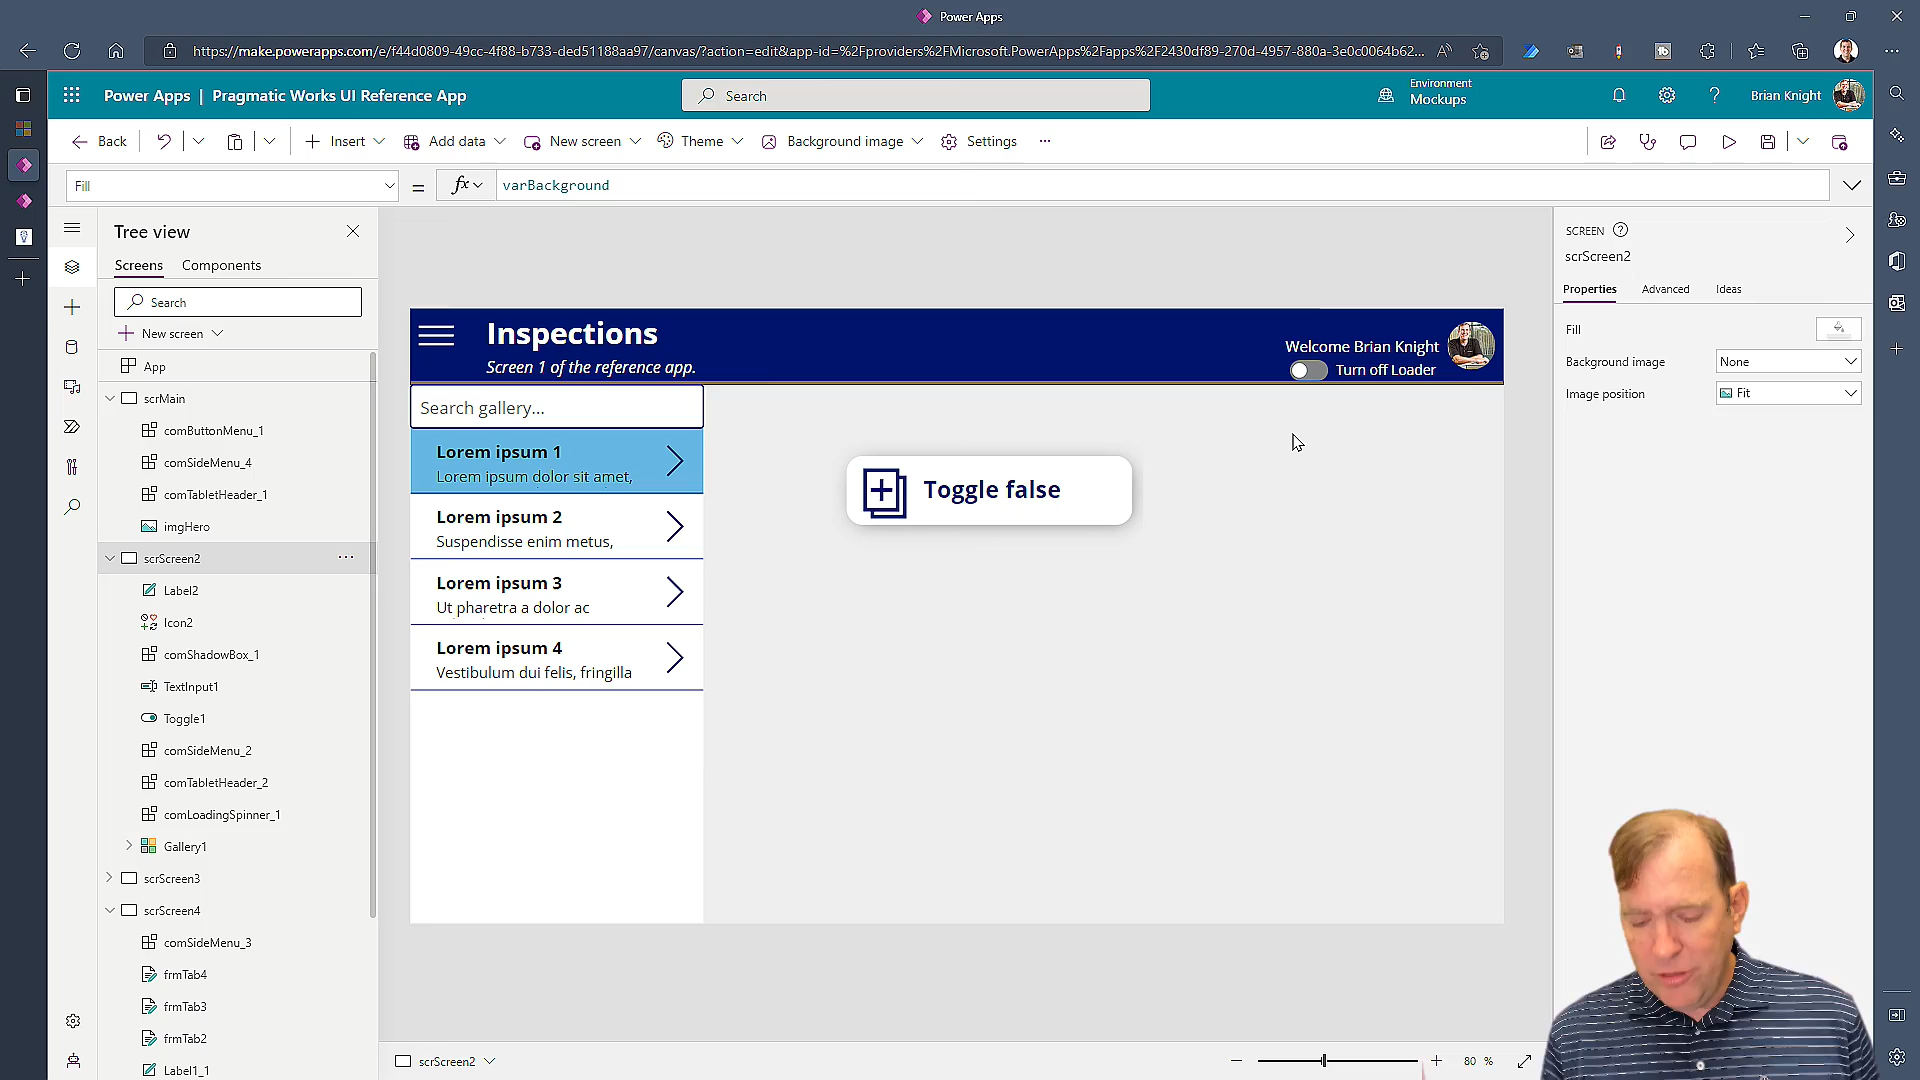 Power Apps
https://make.powerapps.com/e/f44d0809-49cc-4f88-b733-ded51188aa97/canvas/?action=edit&app-id=%2Fproviders%2FMicrosoft.PowerApps%2Fapps%2F2430df89-270d-4957-880a-3e0c0064b62...
Power Apps | Pragmatic Works UI Reference App
Search
Environment
Mockups
Brian Knight
Back
Insert
Add data
New screen
Theme
Background image
Settings
Fill
= fx
varBackground
Tree view
Screens
Components
Search
New screen
App
scrMain
comButtonMenu_1
comSideMenu_4
comTabletHeader_1
imgHero
scrScreen2
Label2
Icon2
comShadowBox_1
TextInput1
Toggle1
comSideMenu_2
comTabletHeader_2
comLoadingSpinner_1
Gallery1
scrScreen3
scrScreen4
comSideMenu_3
frmTab4
frmTab3
frmTab2
Label1_1
Inspections
Screen 1 of the reference app.
Welcome Brian Knight
Turn off Loader
Search gallery...
Lorem ipsum 1
Lorem ipsum dolor sit amet,
Lorem ipsum 2
Suspendisse enim metus,
Lorem ipsum 3
Ut pharetra a dolor ac
Lorem ipsum 4
Vestibulum dui felis, fringilla
Toggle false
SCREEN
scrScreen2
Properties
Advanced
Ideas
Fill
Background image
None
Image position
Fit
scrScreen2
80 %